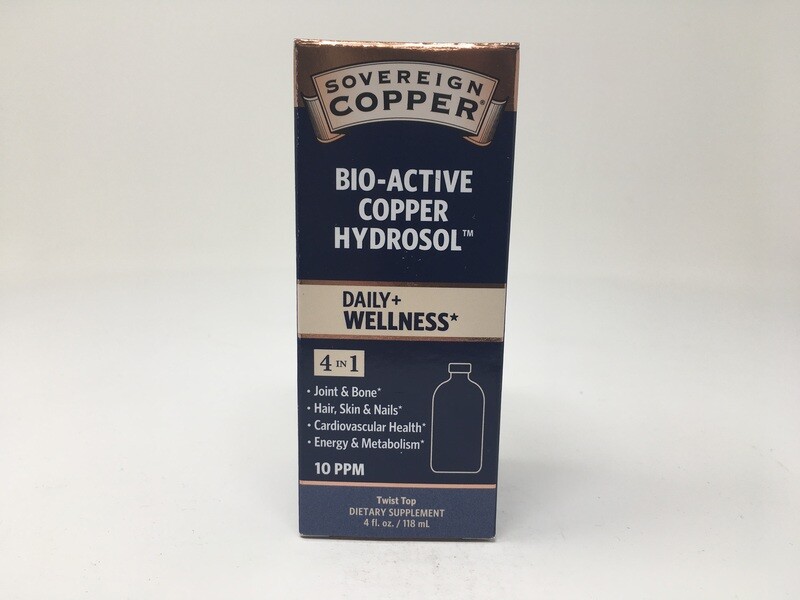 SOVEREIGN
COPPER®
BIO-ACTIVE
COPPER
HYDROSOL™
DAILY+
WELLNESS*
4 IN 1
• Joint & Bone*
• Hair, Skin & Nails*
• Cardiovascular Health*
• Energy & Metabolism*
10 PPM
Twist Top
DIETARY SUPPLEMENT
4 fl. oz. / 118 mL